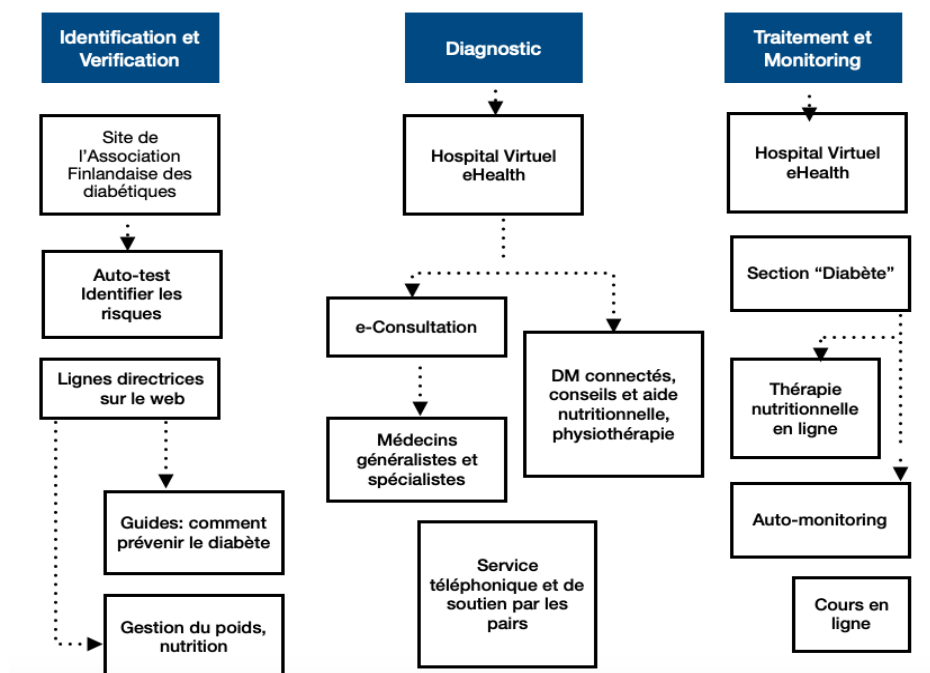 Identification et
Verification
Site de
l'Association
Finlandaise des
diabétiques
Auto-test
Identifier les
risques
Lignes directrices
sur le web
Guides: comment
prévenir le diabète
Gestion du poids,
nutrition
Diagnostic
Hospital Virtuel
eHealth
e-Consultation
Médecins
généralistes et
spécialistes
DM connectés,
conseils et aide
nutritionnelle,
physiothérapie
Service
téléphonique et de
soutien par les
pairs
Traitement et
Monitoring
Hospital Virtuel
eHealth
Section “Diabète”
Thérapie
nutritionnelle
en ligne
Auto-monitoring
Cours en
ligne